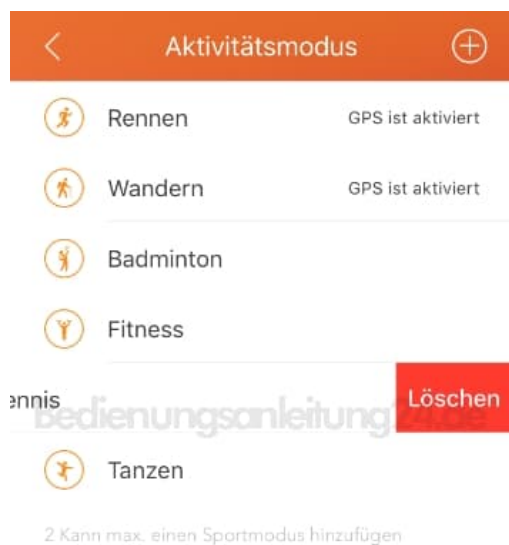 Aktivitätsmodus
Rennen GPS ist aktiviert
Wandern GPS ist aktiviert
Badminton
Fitness
ennis Löschen
Bedienungsanleitung24.de
Tanzen
2 Kann max. einen Sportmodus hinzufügen